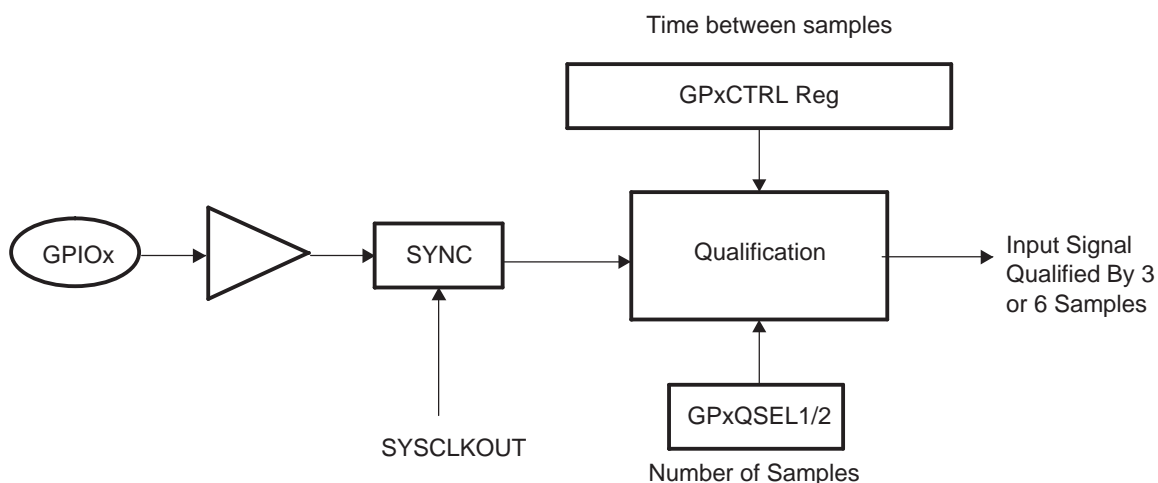 Time between samples
GPxCTRL Reg
GPIOx
SYNC
Qualification
Input Signal
Qualified By 3
or 6 Samples
GPxQSEL1/2
SYSCLKOUT
Number of Samples